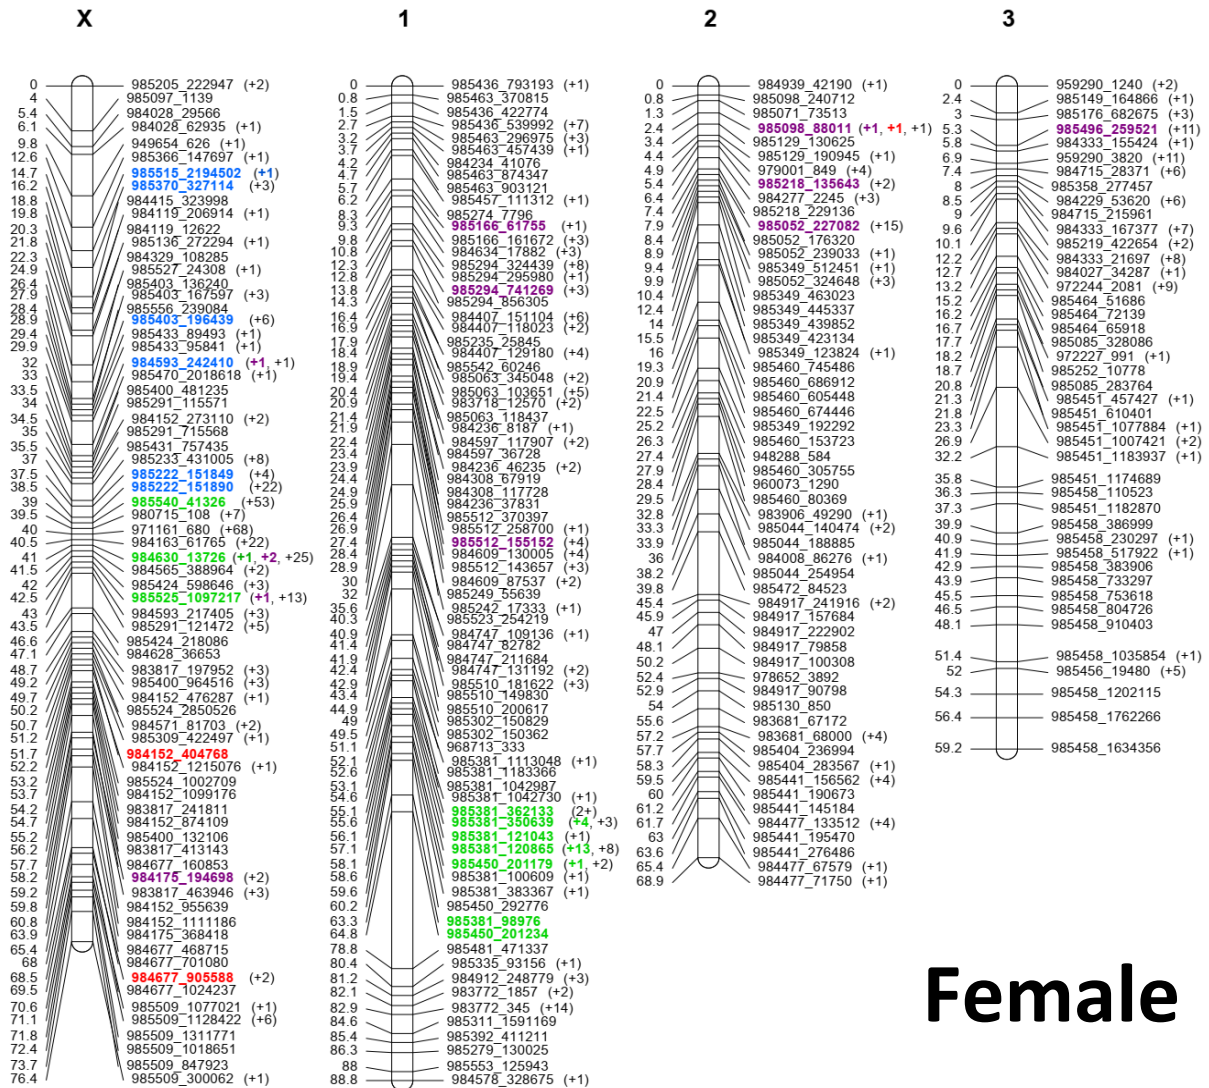 X
0 985205_222947 (+2)
4 985097_1139
5.4 984028_29566
6.1 984028_62935 (+1)
9.8 949654_626 (+1)
12.6 985366_147697 (+1)
14.7 985515_2194502 (+1)
16.2 985370_327114 (+3)
18.8 984415_323998
19.8 984119_206914 (+1)
20.3 984119_12622
21.8 985136_272294 (+1)
22.3 984329_108285
24.9 985527_24308 (+1)
26.4 985403_136240
27.9 985403_167597 (+3)
28.4 985556_239084
28.9 985403_196439 (+6)
29.4 985433_89493 (+1)
29.9 985433_95841 (+1)
32 984593_242410 (+1, +1)
33 985470_2018618 (+1)
33.5 985400_481235
34 985291_115571
34.5 984152_273110 (+2)
35 985291_715568
35.5 985431_757435
37 985233_431005 (+8)
37.5 985222_151849 (+4)
38.5 985222_151890 (+22)
39 985540_41326 (+53)
39.5 980715_108 (+7)
40 971161_680 (+68)
40.5 984163_61765 (+22)
41 984630_13726 (+1, +2, +25)
41.5 984565_388964 (+2)
42 985424_598646 (+3)
42.5 985525_1097217 (+1, +13)
43 984593_217405 (+3)
43.5 985291_121472 (+5)
46.6 985424_218086
47.1 984628_36653
48.7 983817_197952 (+3)
49.2 985400_964516 (+3)
49.7 984152_476287 (+1)
50.2 985524_2850526
50.7 984571_81703 (+2)
51.2 985309_422497 (+1)
51.7 984152_404768
52.2 984152_1215076 (+1)
53.2 985524_1002709
53.7 984152_1099176
54.2 983817_241811
54.7 984152_874109
55.2 985400_132106
56.2 983817_413143
57.7 984677_160853
58.2 984175_194698 (+2)
59.2 983817_463946 (+3)
59.8 984152_955639
60.8 984152_1111186
63.9 984175_368418
65.4 984677_468715
68 984677_701080
68.5 984677_905588 (+2)
69.5 984677_1024237
70.6 985509_1077021 (+1)
71.1 985509_1128422 (+6)
71.8 985509_1311771
72.4 985509_1018651
73.7 985509_847923
76.4 985509_300062 (+1)
1
0 985436_793193 (+1)
0.8 985463_370815
1.5 985436_422774
2.7 985436_539992 (+7)
3.2 985463_296975 (+3)
3.7 985463_457439 (+1)
4.2 984234_41076
4.7 985463_874347
5.7 985463_903121
6.2 985457_111312 (+1)
8.3 985274_7796
9.3 985166_61755 (+1)
9.8 985166_161672 (+3)
10.8 984634_17882 (+3)
12.3 985294_324439 (+8)
12.8 985294_295980 (+1)
13.8 985294_741269 (+3)
14.3 985294_856305
16.4 984407_151104 (+6)
16.9 984407_118023 (+2)
17.9 985235_25845
18.4 984407_129180 (+4)
18.9 985542_60246
19.4 985063_345048 (+2)
20.4 985063_103651 (+5)
20.9 983718_12570 (+2)
21.4 985063_118437
21.9 984236_8187 (+1)
22.4 984597_117907 (+2)
23.4 984597_36728
23.9 984236_46235 (+2)
24.4 984308_67919
24.9 984308_117728
25.9 984236_37831
26.4 985512_370397
26.9 985512_258700 (+1)
27.4 985512_155152 (+4)
28.4 984609_130005 (+4)
28.9 985512_143657 (+3)
30 984609_87537 (+2)
32 985249_55639
35.6 985242_17333 (+1)
40.3 985523_254219
40.9 984747_109136 (+1)
41.4 984747_82782
41.9 984747_211684
42.4 984747_131192 (+2)
42.9 985510_181622 (+3)
43.4 985510_149830
44.9 985510_200617
49 985302_150829
49.5 985302_150362
51.1 968713_333
52.1 985381_1113048 (+1)
52.6 985381_1183366
53.1 985381_1042987
54.6 985381_1042730 (+1)
55.1 985381_362133 (2+)
55.6 985381_350639 (+4, +3)
56.1 985381_121043 (+1)
57.1 985381_120865 (+13, +8)
58.1 985450_201179 (+1, +2)
58.6 985381_100609 (+1)
59.6 985381_383367 (+1)
60.2 985450_292776
63.3 985381_98976
64.8 985450_201234
78.8 985481_471337
80.4 985335_93156 (+1)
81.2 984912_248779 (+3)
82.1 983772_1857 (+2)
82.9 983772_345 (+14)
84.6 985311_1591169
85.4 985392_411211
86.3 985279_130025
88 985553_125943
88.8 984578_328675 (+1)
2
0 984939_42190 (+1)
0.8 985098_240712
1.3 985071_73513
2.4 985098_88011 (+1, +1, +1)
3.4 985129_130625
4.4 985129_190945 (+1)
4.9 979001_849 (+4)
5.4 985218_135643 (+2)
6.4 984277_2245 (+3)
7.4 985218_229136
7.9 985052_227082 (+15)
8.4 985052_176320
8.9 985052_239033 (+1)
9.4 985349_512451 (+1)
9.9 985052_324648 (+3)
10.4 985349_463023
12.4 985349_445337
14 985349_439852
15.5 985349_423134
16 985349_123824 (+1)
19.3 985460_745486
20.9 985460_686912
21.4 985460_605448
22.5 985460_674446
25.2 985349_192292
26.3 985460_153723
27.4 948288_584
27.9 985460_305755
28.4 960073_1290
29.5 985460_80369
32.8 983906_49290 (+1)
33.3 985044_140474 (+2)
33.9 985044_188885
36 984008_86276 (+1)
38.2 985044_254954
39.8 985472_84523
45.4 984917_241916 (+2)
45.9 984917_157684
47 984917_222902
48.1 984917_79858
50.2 984917_100308
52.4 978652_3892
52.9 984917_90798
54 985130_850
55.6 983681_67172
57.2 983681_68000 (+4)
57.7 985404_236994
58.3 985404_283567 (+1)
59.5 985441_156562 (+4)
60 985441_190673
61.2 985441_145184
61.7 984477_133512 (+4)
63 985441_195470
63.6 985441_276486
65.4 984477_67579 (+1)
68.9 984477_71750 (+1)
3
0 959290_1240 (+2)
2.4 985149_164866 (+1)
3 985176_682675 (+3)
5.3 985496_259521 (+11)
5.8 984333_155424 (+1)
6.9 959290_3820 (+11)
7.4 984715_28371 (+6)
8 985358_277457
8.5 984229_53620 (+6)
9 984715_215961
9.6 984333_167377 (+7)
10.1 985219_422654 (+2)
12.2 984333_21697 (+8)
12.7 984027_34287 (+1)
13.2 972244_2081 (+9)
15.2 985464_51686
16.2 985464_72139
16.7 985464_65918
17.7 985085_328086
18.2 972227_991 (+1)
18.7 985252_10778
20.8 985085_283764
21.3 985451_457427 (+1)
21.8 985451_610401
23.3 985451_1077884 (+1)
26.9 985451_1007421 (+2)
32.2 985451_1183937 (+1)
35.8 985451_1174689
36.3 985458_110523
37.3 985451_1182870
39.9 985458_386999
40.9 985458_230297 (+1)
41.9 985458_517922 (+1)
42.9 985458_383906
43.9 985458_733297
45.5 985458_753618
46.5 985458_804726
48.1 985458_910403
51.4 985458_1035854 (+1)
52 985456_19480 (+5)
54.3 985458_1202115
56.4 985458_1762266
59.2 985458_1634356
Female